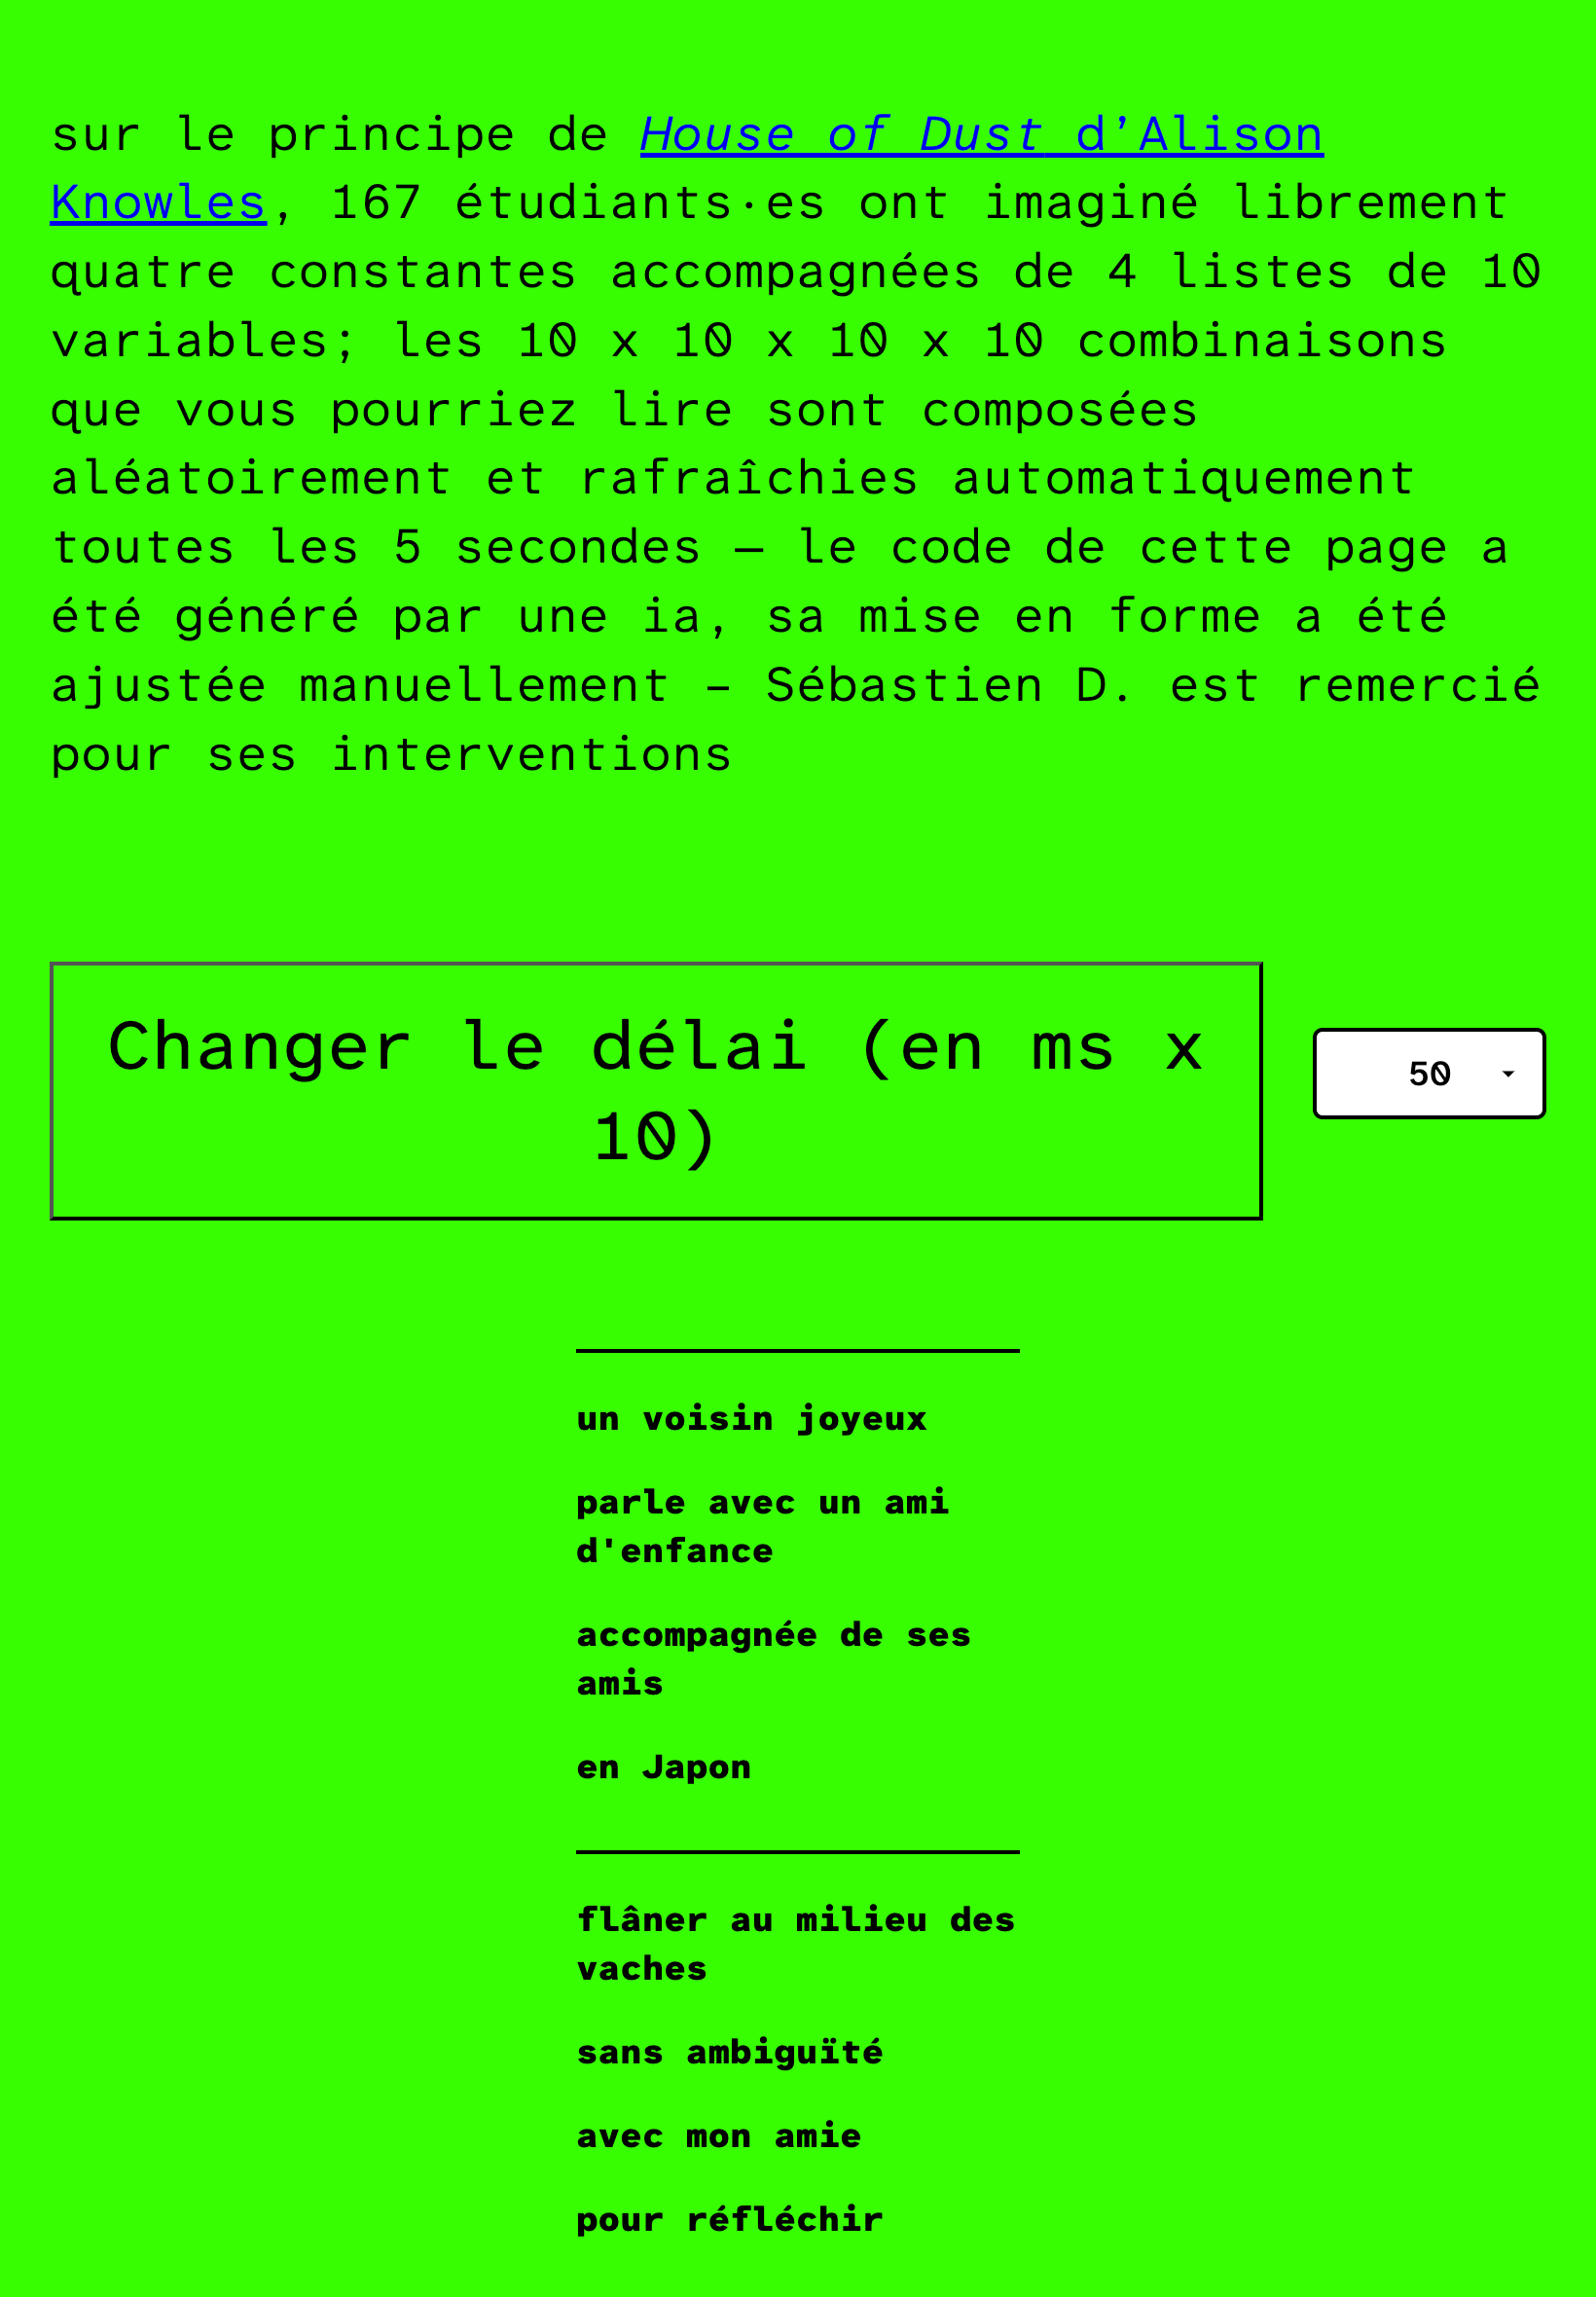 sur le principe de House of Dust d’Alison
Knowles, 167 étudiants·es ont imaginé librement
quatre constantes accompagnées de 4 listes de 10
variables; les 10 x 10 x 10 x 10 combinaisons
que vous pourriez lire sont composées
aléatoirement et rafraîchies automatiquement
toutes les 5 secondes — le code de cette page a
été généré par une ia, sa mise en forme a été
ajustée manuellement – Sébastien D. est remercié
pour ses interventions
Changer le délai (en ms x
10)
50
un voisin joyeux
parle avec un ami
d'enfance
accompagnée de ses
amis
en Japon
flâner au milieu des
vaches
sans ambiguïté
avec mon amie
pour réfléchir